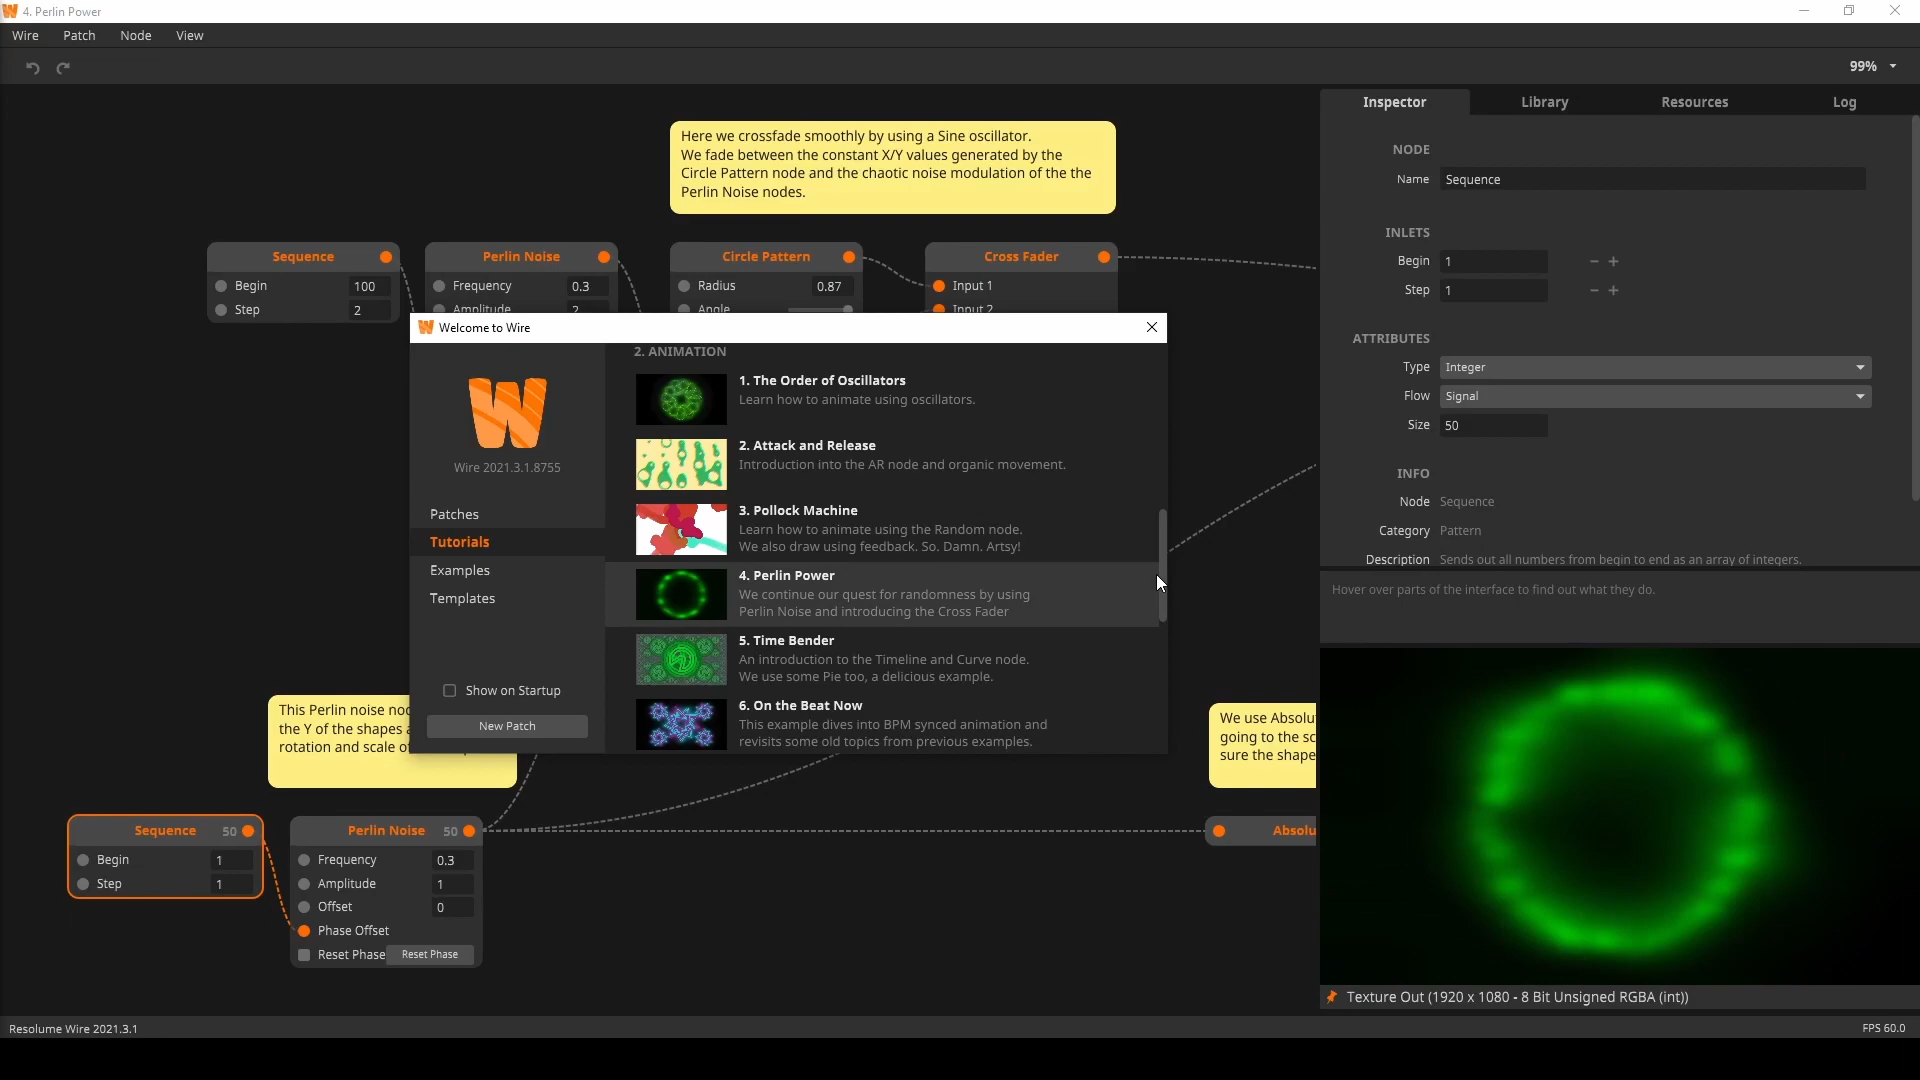 4. Perlin Power
Wire Patch Node View
99%
Inspector Library Resources Log
Here we crossfade smoothly by using a Sine oscillator.
We fade between the constant X/Y values generated by the
Circle Pattern node and the chaotic noise modulation of the the
Perlin Noise nodes.
Sequence
Begin 100
Step 2
Perlin Noise
Frequency 0.3
Amplitude 2
Circle Pattern
Radius 0.87
Angle
Cross Fader
Input 1
Input 2
NODE
Name Sequence
INLETS
Begin 1 − +
Step 1 − +
ATTRIBUTES
Type Integer
Flow Signal
Size 50
INFO
Node Sequence
Category Pattern
Description Sends out all numbers from begin to end as an array of integers.
Hover over parts of the interface to find out what they do.
Welcome to Wire
Wire 2021.3.1.8755
Patches
Tutorials
Examples
Templates
Show on Startup
New Patch
2. ANIMATION
1. The Order of Oscillators
Learn how to animate using oscillators.
2. Attack and Release
Introduction into the AR node and organic movement.
3. Pollock Machine
Learn how to animate using the Random node.
We also draw using feedback. So. Damn. Artsy!
4. Perlin Power
We continue our quest for randomness by using
Perlin Noise and introducing the Cross Fader
5. Time Bender
An introduction to the Timeline and Curve node.
We use some Pie too, a delicious example.
6. On the Beat Now
This example dives into BPM synced animation and
revisits some old topics from previous examples.
This Perlin noise
the Y of the shapes
rotation and scale
We use Absolu
going to the sc
sure the shape
Sequence 50
Begin 1
Step 1
Perlin Noise 50
Frequency 0.3
Amplitude 1
Offset 0
Phase Offset
Reset Phase Reset Phase
Absolu
Texture Out (1920 x 1080 - 8 Bit Unsigned RGBA (int))
Resolume Wire 2021.3.1
FPS 60.0